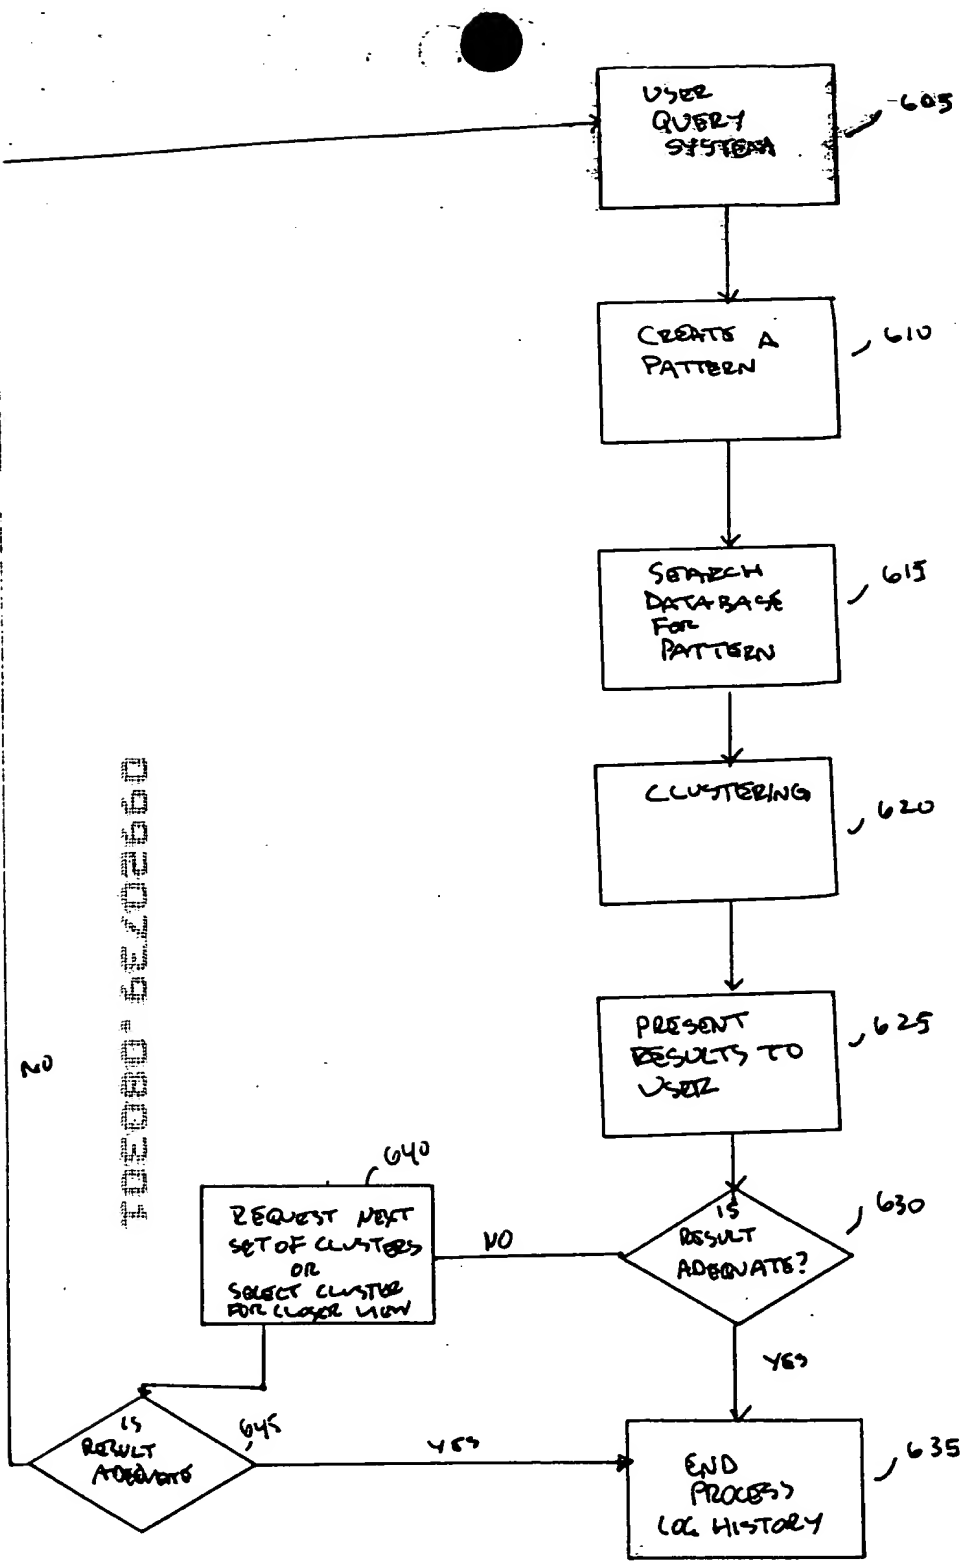 USER
QUERY
SYSTEM
605
CREATE A
PATTERN
610
SEARCH
DATABASE
FOR
PATTERN
615
CLUSTERING
620
PRESENT
RESULTS TO
USER
625
IS
RESULT
ADEQUATE?
630
NO
YES
640
REQUEST NEXT
SET OF CLUSTERS
OR
SELECT CLUSTER
FOR CLOSER VIEW
IS
RESULT
ADEQUATE
645
YES
NO
END
PROCESS
LOG HISTORY
635
09920739.080301